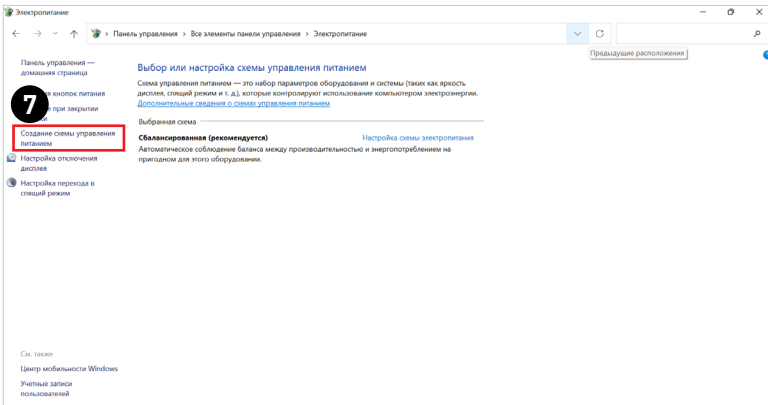 Электропитание
Панель управления › Все элементы панели управления › Электропитание
Предыдущие расположения
Панель управления —
домашняя страница
кнопок питания
при закрытии
7
Создание схемы управления
питанием
Настройка отключения
дисплея
Настройка перехода в
спящий режим
Выбор или настройка схемы управления питанием
Схема управления питанием — это набор параметров оборудования и системы (таких как яркость
дисплея, спящий режим и т. д.), которые контролируют использование компьютером электроэнергии.
Дополнительные сведения о схемах управления питанием
Выбранная схема
Сбалансированная (рекомендуется)
Настройка схемы электропитания
Автоматическое соблюдение баланса между производительностью и энергопотреблением на
пригодном для этого оборудовании.
См. также
Центр мобильности Windows
Учетные записи
пользователей